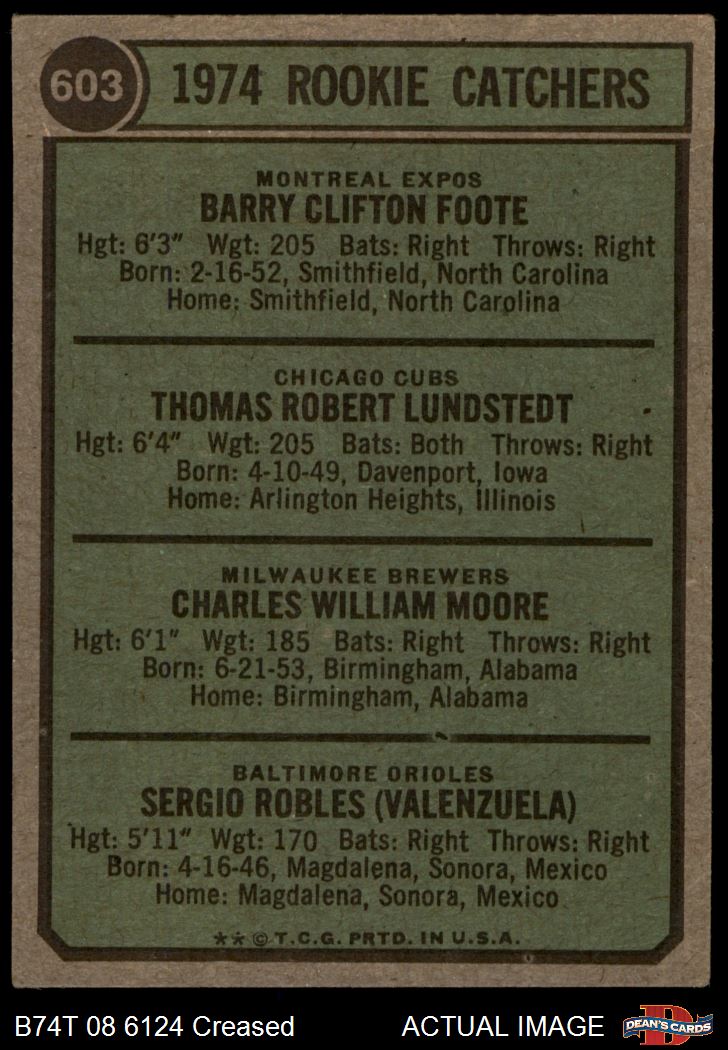 603 1974 ROOKIE CATCHERS
MONTREAL EXPOS
BARRY CLIFTON FOOTE
Hgt: 6'3" Wgt: 205 Bats: Right Throws: Right
Born: 2-16-52, Smithfield, North Carolina
Home: Smithfield, North Carolina
CHICAGO CUBS
THOMAS ROBERT LUNDSTEDT
Hgt: 6'4" Wgt: 205 Bats: Both Throws: Right
Born: 4-10-49, Davenport, Iowa
Home: Arlington Heights, Illinois
MILWAUKEE BREWERS
CHARLES WILLIAM MOORE
Hgt: 6'1" Wgt: 185 Bats: Right Throws: Right
Born: 6-21-53, Birmingham, Alabama
Home: Birmingham, Alabama
BALTIMORE ORIOLES
SERGIO ROBLES (VALENZUELA)
Hgt: 5'11" Wgt: 170 Bats: Right Throws: Right
Born: 4-16-46, Magdalena, Sonora, Mexico
Home: Magdalena, Sonora, Mexico
** © T.C.G. PRTD. IN U.S.A.
B74T 08 6124 Creased ACTUAL IMAGE D DEAN'S CARDS